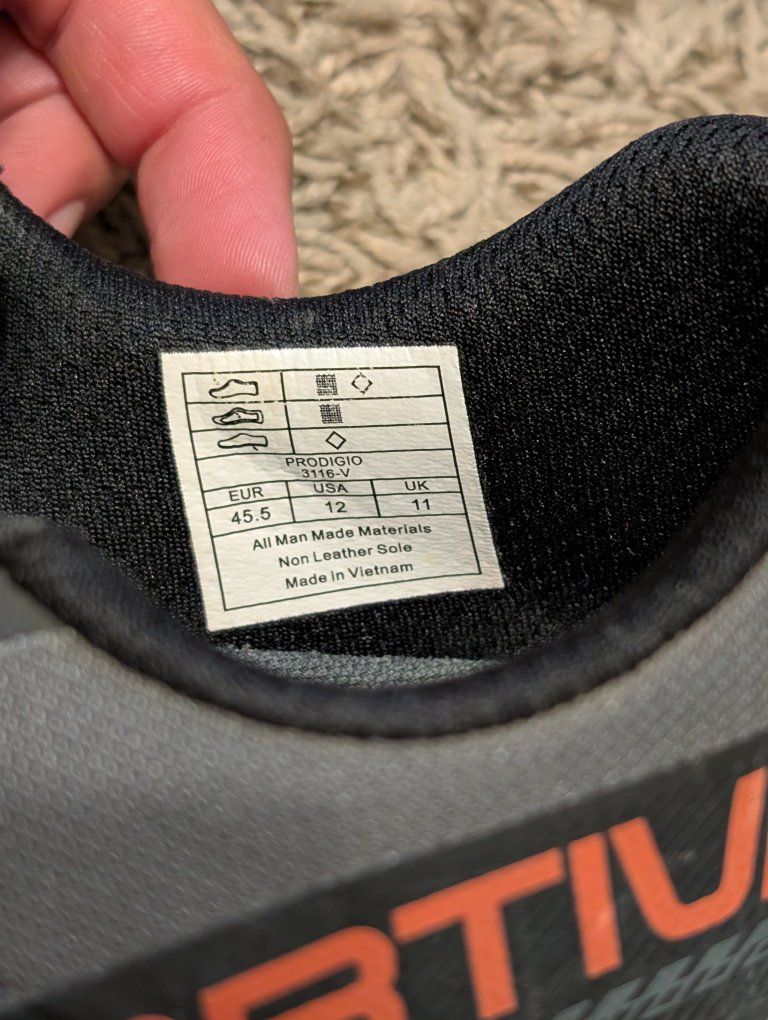 PRODIGIO
3116-V
EUR USA UK
45.5 12 11
All Man Made Materials
Non Leather Sole
Made in Vietnam
RTIV